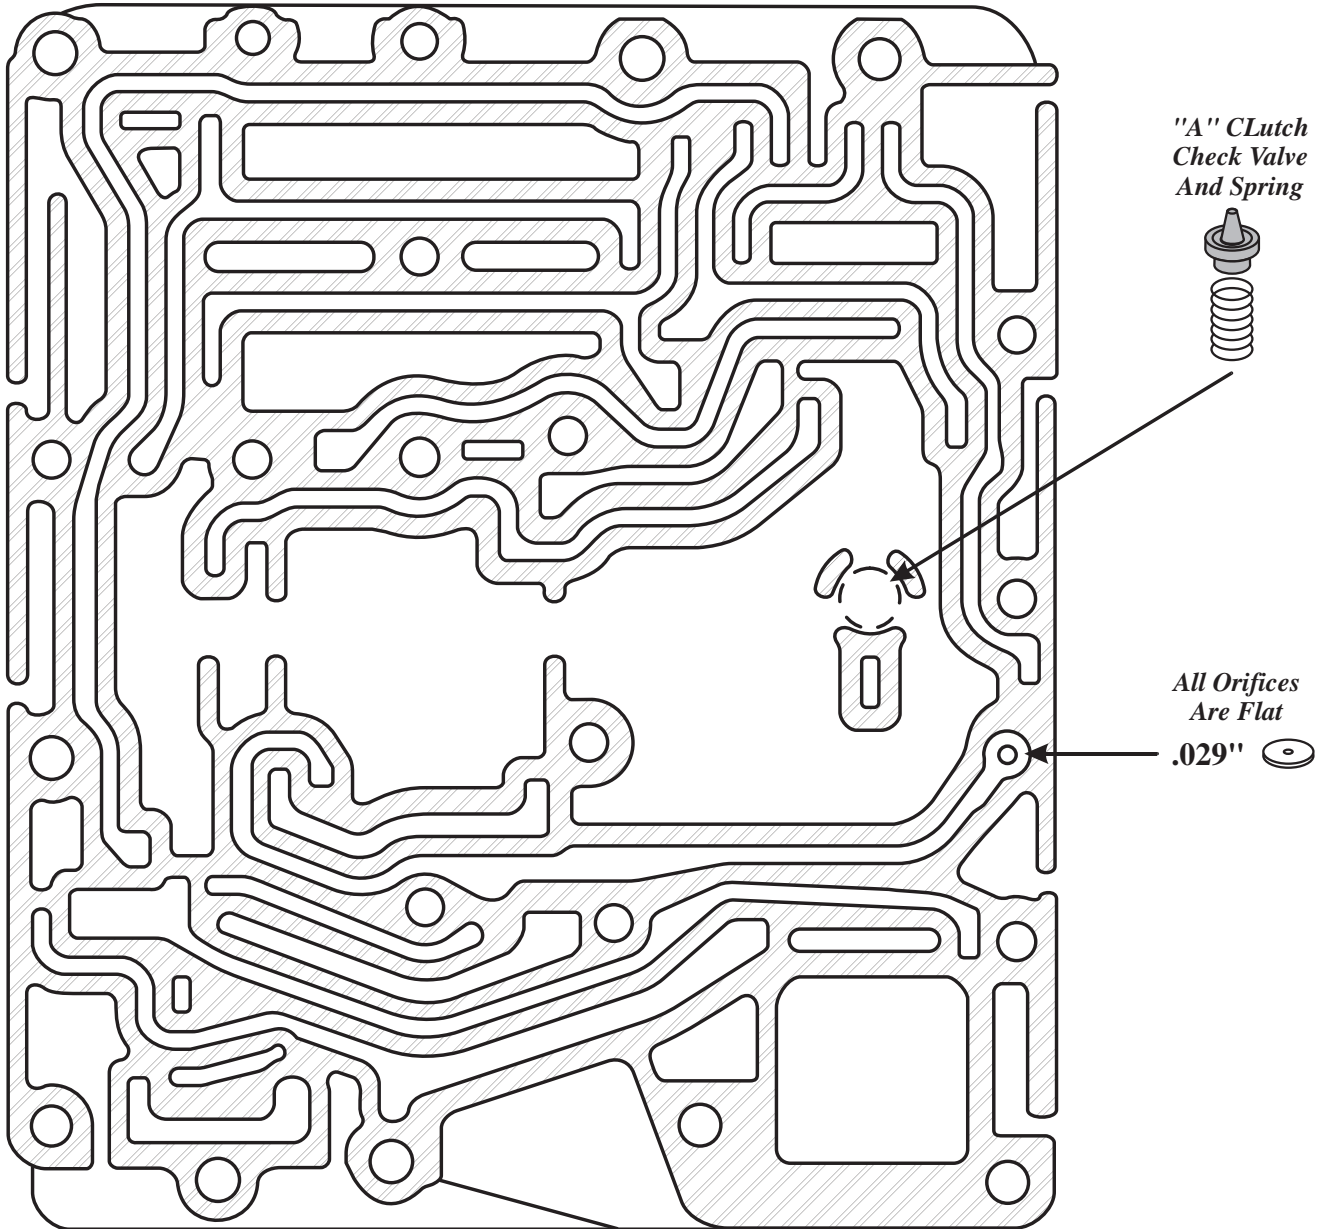 "A" CLutch
Check Valve
And Spring
All Orifices
Are Flat
.029"